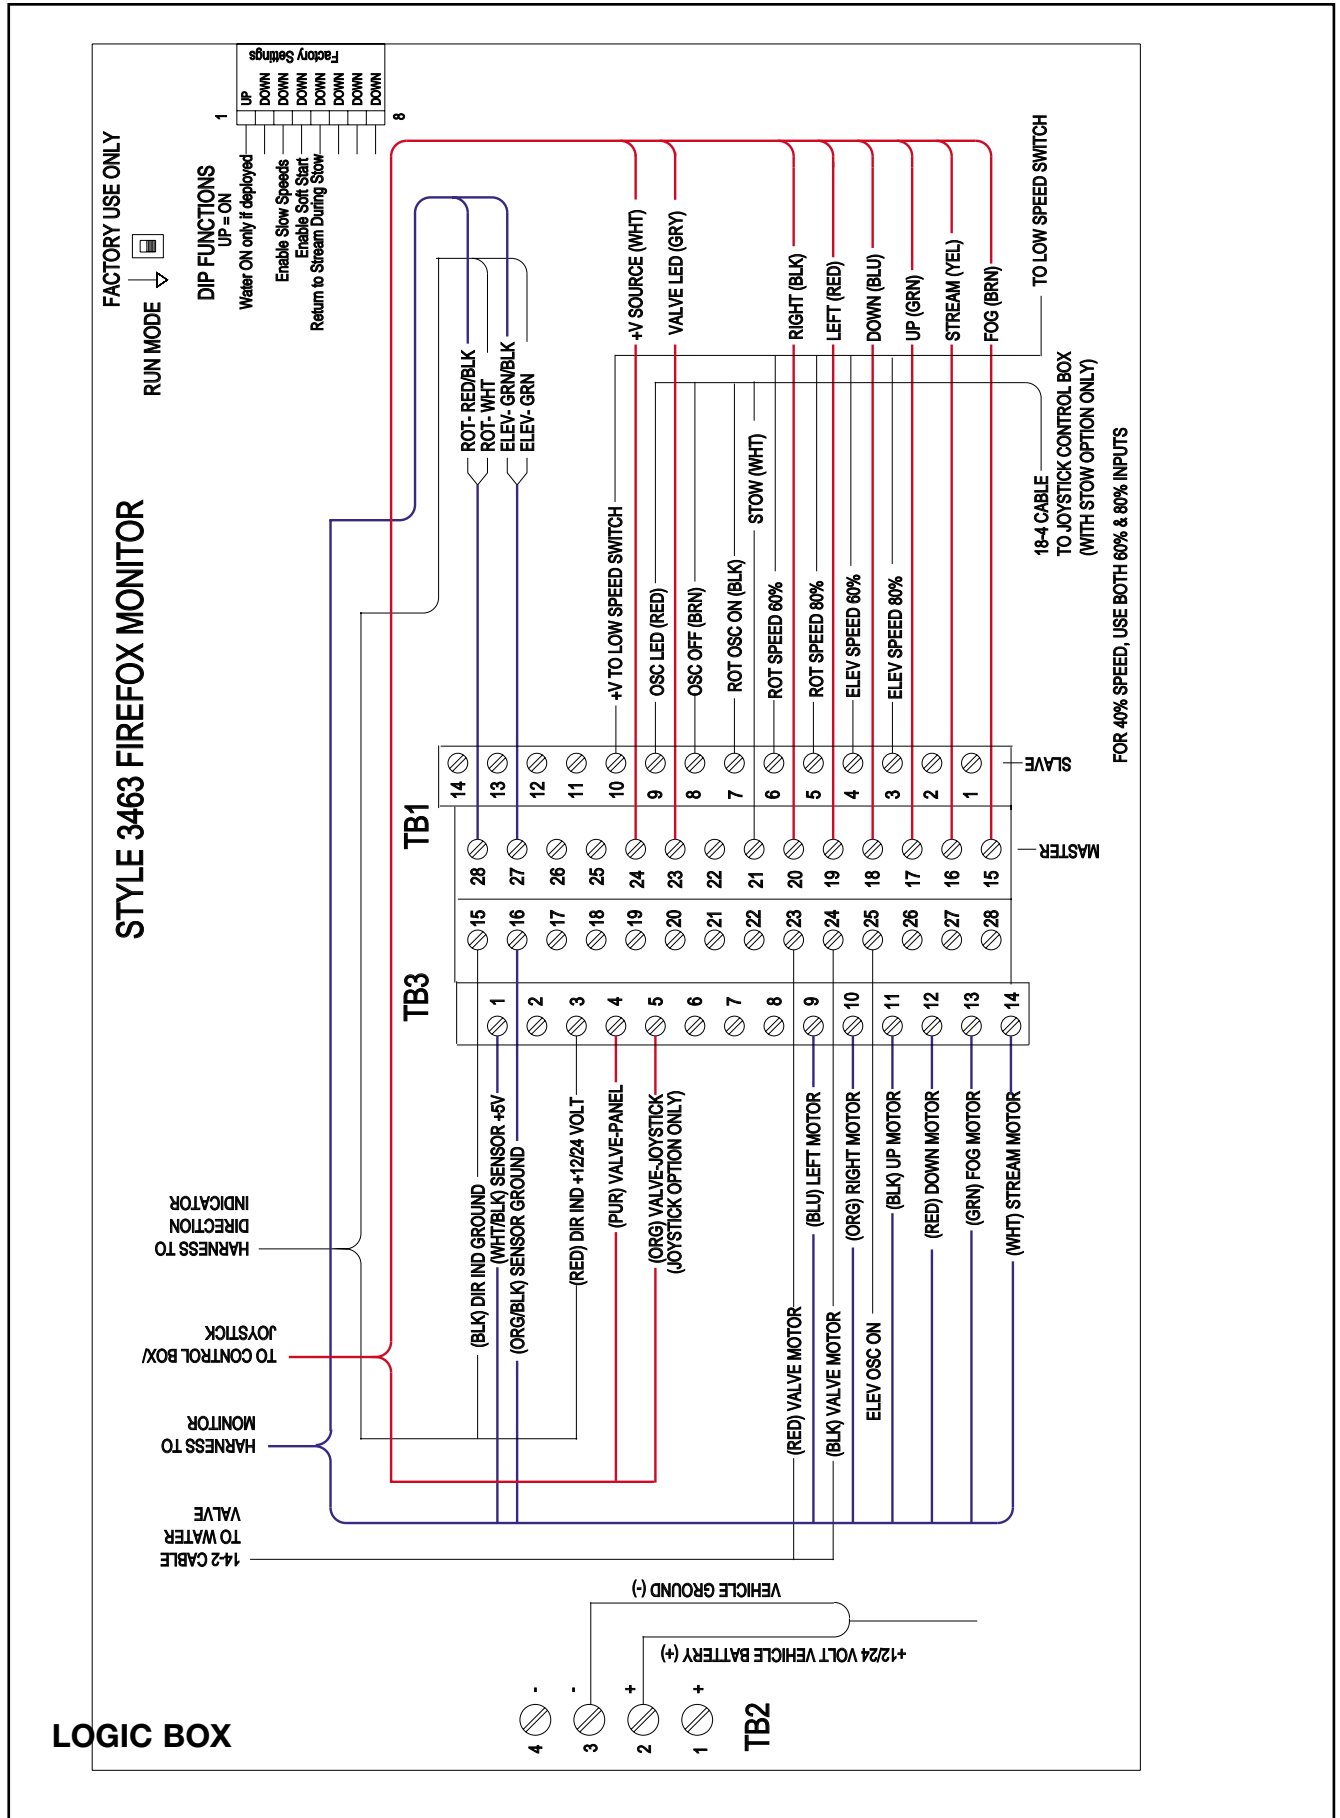 LOGIC BOX
STYLE 3463 FIREFOX MONITOR
FACTORY USE ONLY
RUN MODE
DIP FUNCTIONS
UP = ON
Water ON only if deployed
Enable Slow Speeds
Enable Soft Start
Return to Stream During Stow
1
8
UP
DOWN
DOWN
DOWN
DOWN
DOWN
DOWN
DOWN
Factory Settings
ROT- RED/BLK
ROT- WHT
ELEV- GRN/BLK
ELEV- GRN
+V SOURCE (WHT)
VALVE LED (GRY)
RIGHT (BLK)
LEFT (RED)
DOWN (BLU)
UP (GRN)
STREAM (YEL)
FOG (BRN)
TO LOW SPEED SWITCH
+V TO LOW SPEED SWITCH
OSC LED (RED)
OSC OFF (BRN)
ROT OSC ON (BLK)
STOW (WHT)
ROT SPEED 60%
ROT SPEED 80%
ELEV SPEED 60%
ELEV SPEED 80%
18-4 CABLE
TO JOYSTICK CONTROL BOX
(WITH STOW OPTION ONLY)
FOR 40% SPEED, USE BOTH 60% & 80% INPUTS
TB1
14
13
12
11
10
9
8
7
6
5
4
3
2
1
SLAVE
28
27
26
25
24
23
22
21
20
19
18
17
16
15
MASTER
TB3
15
16
17
18
19
20
21
22
23
24
25
26
27
28
1
2
3
4
5
6
7
8
9
10
11
12
13
14
(BLK) DIR IND GROUND
(WHT/BLK) SENSOR +5V
(ORG/BLK) SENSOR GROUND
(RED) DIR IND +12/24 VOLT
(PUR) VALVE-PANEL
(ORG) VALVE-JOYSTICK
(JOYSTICK OPTION ONLY)
(RED) VALVE MOTOR
(BLU) LEFT MOTOR
(BLK) VALVE MOTOR
(ORG) RIGHT MOTOR
ELEV OSC ON
(BLK) UP MOTOR
(RED) DOWN MOTOR
(GRN) FOG MOTOR
(WHT) STREAM MOTOR
HARNESS TO
DIRECTION
INDICATOR
TO CONTROL BOX/
JOYSTICK
HARNESS TO
MONITOR
14-2 CABLE
TO WATER
VALVE
VEHICLE GROUND (-)
+12/24 VOLT VEHICLE BATTERY (+)
4 -
3 -
2 +
1 +
TB2